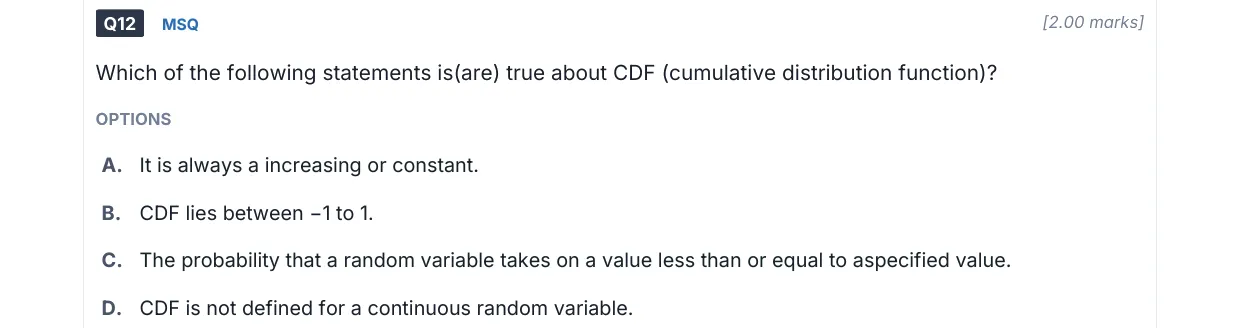 Q12 MSQ [2.00 marks]
Which of the following statements is(are) true about CDF (cumulative distribution function)?
OPTIONS
A. It is always a increasing or constant.
B. CDF lies between −1 to 1.
C. The probability that a random variable takes on a value less than or equal to aspecified value.
D. CDF is not defined for a continuous random variable.